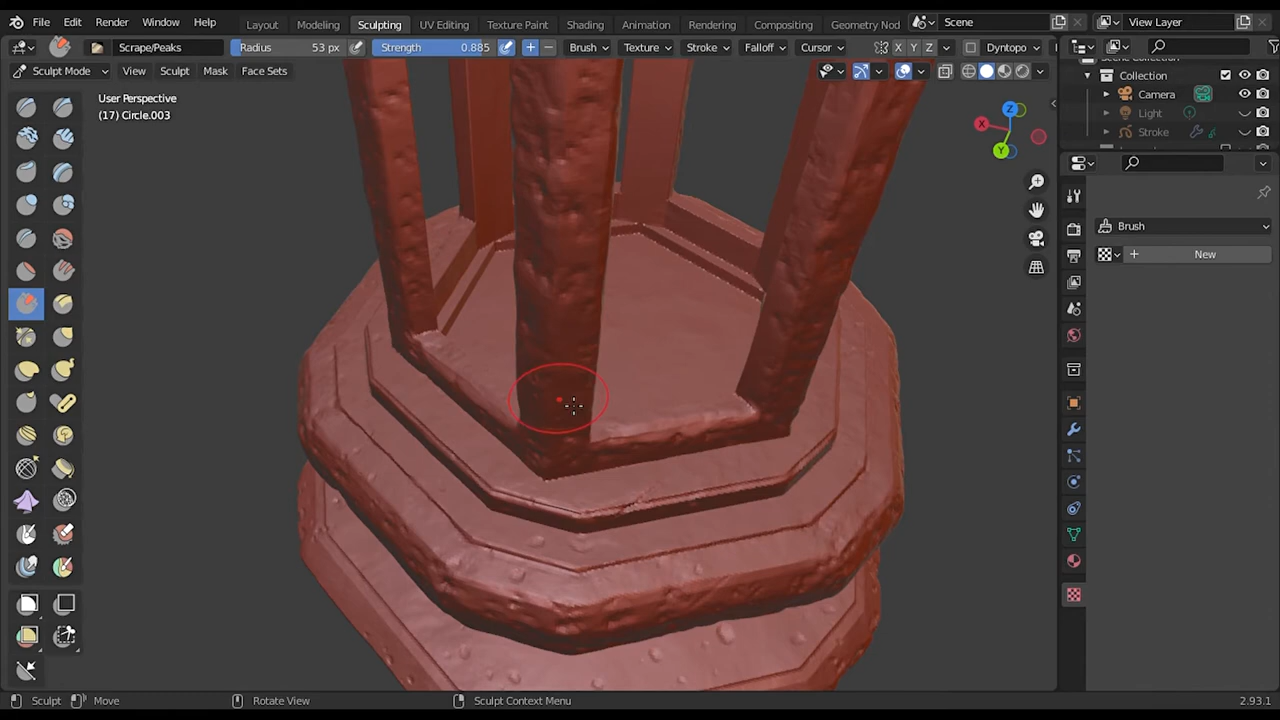 File Edit Render Window Help Layout Modeling Sculpting UV Editing Texture Paint Shading Animation Rendering Compositing Geometry Nod Scene View Layer
Scrape/Peaks Radius 53 px Strength 0.885 + − Brush Texture Stroke Falloff Cursor X Y Z Dyntopo
Sculpt Mode View Sculpt Mask Face Sets
Collection
Camera
Light
Stroke
User Perspective
(17) Circle.003
Z
X
Y
Brush
+ New
Sculpt Move Rotate View Sculpt Context Menu 2.93.1